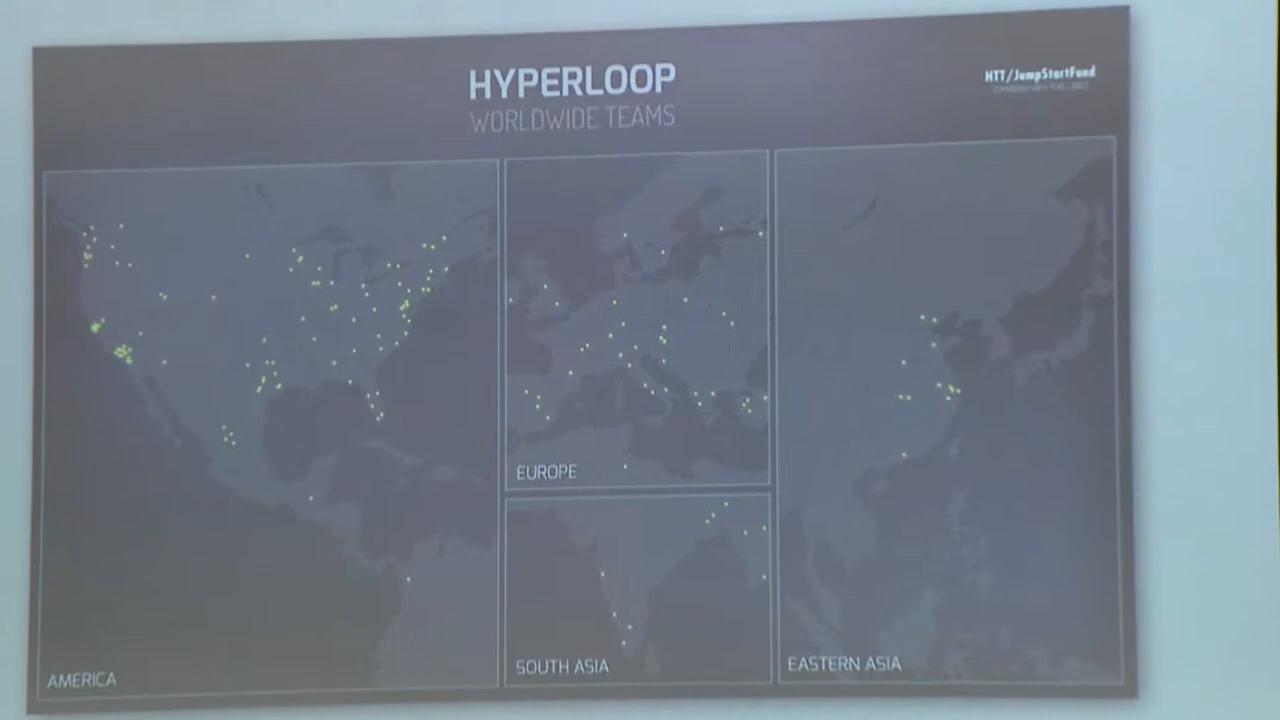 HYPERLOOP
WORLDWIDE TEAMS
HTT/JumpStartFund
EUROPE
SOUTH ASIA
EASTERN ASIA
AMERICA